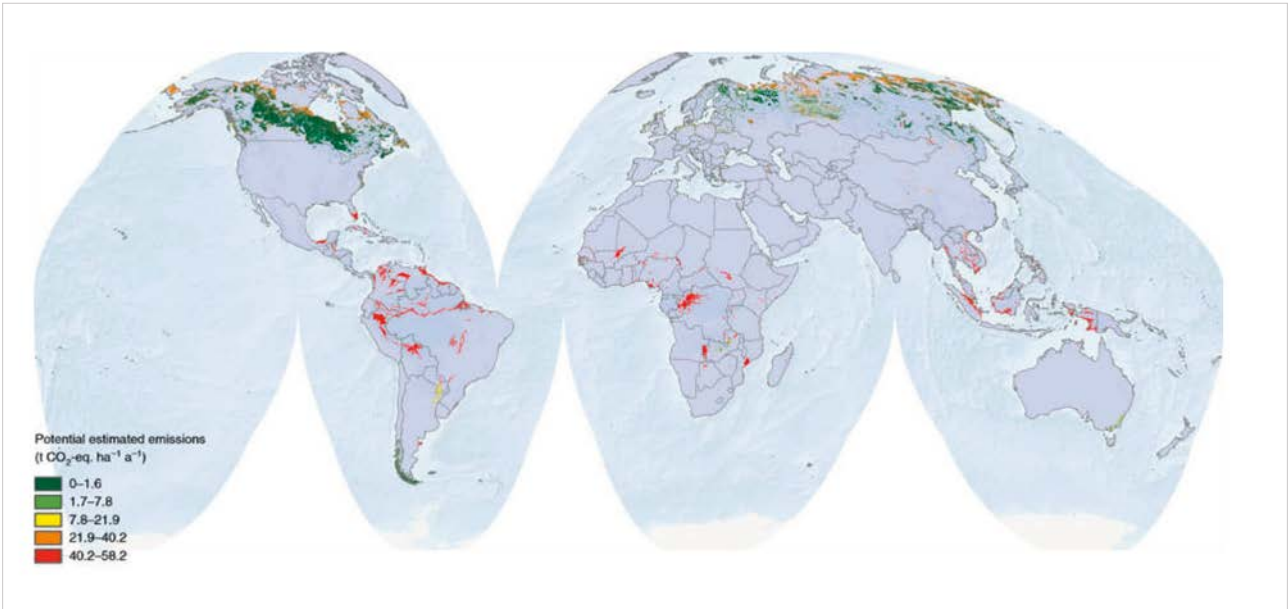 Potential estimated emissions
(t CO₂-eq. ha⁻¹ a⁻¹)
0–1.6
1.7–7.8
7.8–21.9
21.9–40.2
40.2–58.2